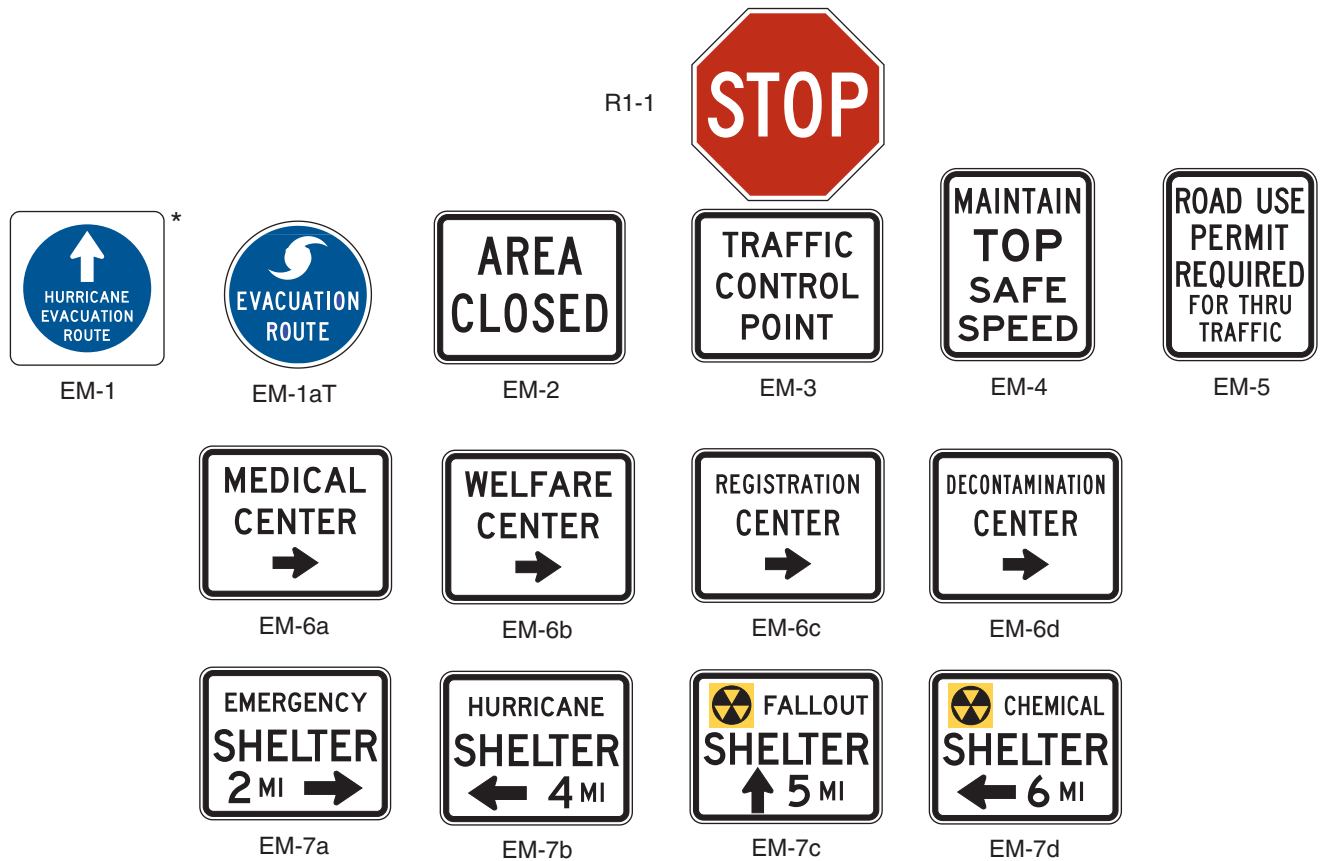 R1-1
STOP
*
HURRICANE
EVACUATION
ROUTE
EM-1
EVACUATION
ROUTE
EM-1aT
AREA
CLOSED
EM-2
TRAFFIC
CONTROL
POINT
EM-3
MAINTAIN
TOP
SAFE
SPEED
EM-4
ROAD USE
PERMIT
REQUIRED
FOR THRU
TRAFFIC
EM-5
MEDICAL
CENTER
EM-6a
WELFARE
CENTER
EM-6b
REGISTRATION
CENTER
EM-6c
DECONTAMINATION
CENTER
EM-6d
EMERGENCY
SHELTER
2 MI
EM-7a
HURRICANE
SHELTER
4 MI
EM-7b
FALLOUT
SHELTER
5 MI
EM-7c
CHEMICAL
SHELTER
6 MI
EM-7d